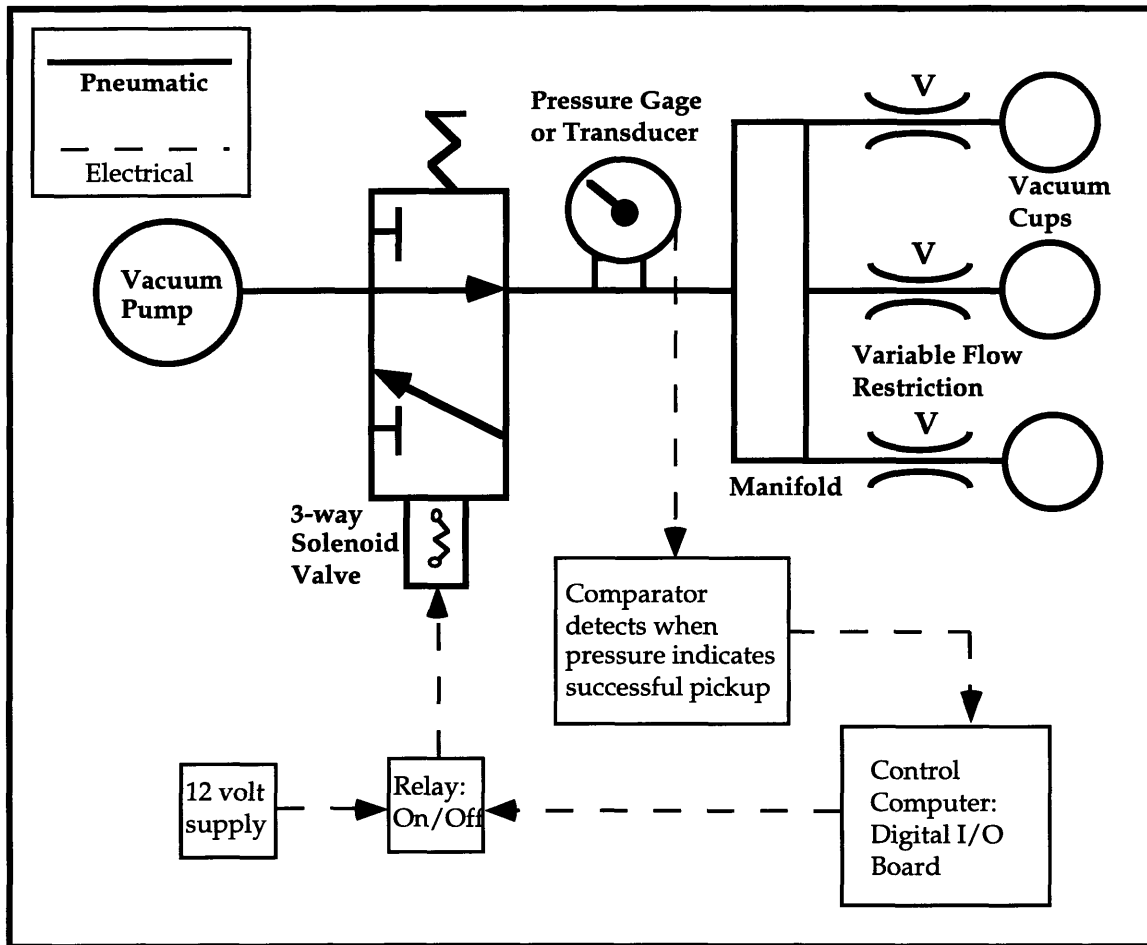 Pneumatic
Electrical
Pressure Gage
or Transducer
V
Vacuum
Cups
Vacuum
Pump
V
Variable Flow
Restriction
V
Manifold
3-way
Solenoid
Valve
Comparator
detects when
pressure indicates
successful pickup
12 volt
supply
Relay:
On/Off
Control
Computer:
Digital I/O
Board